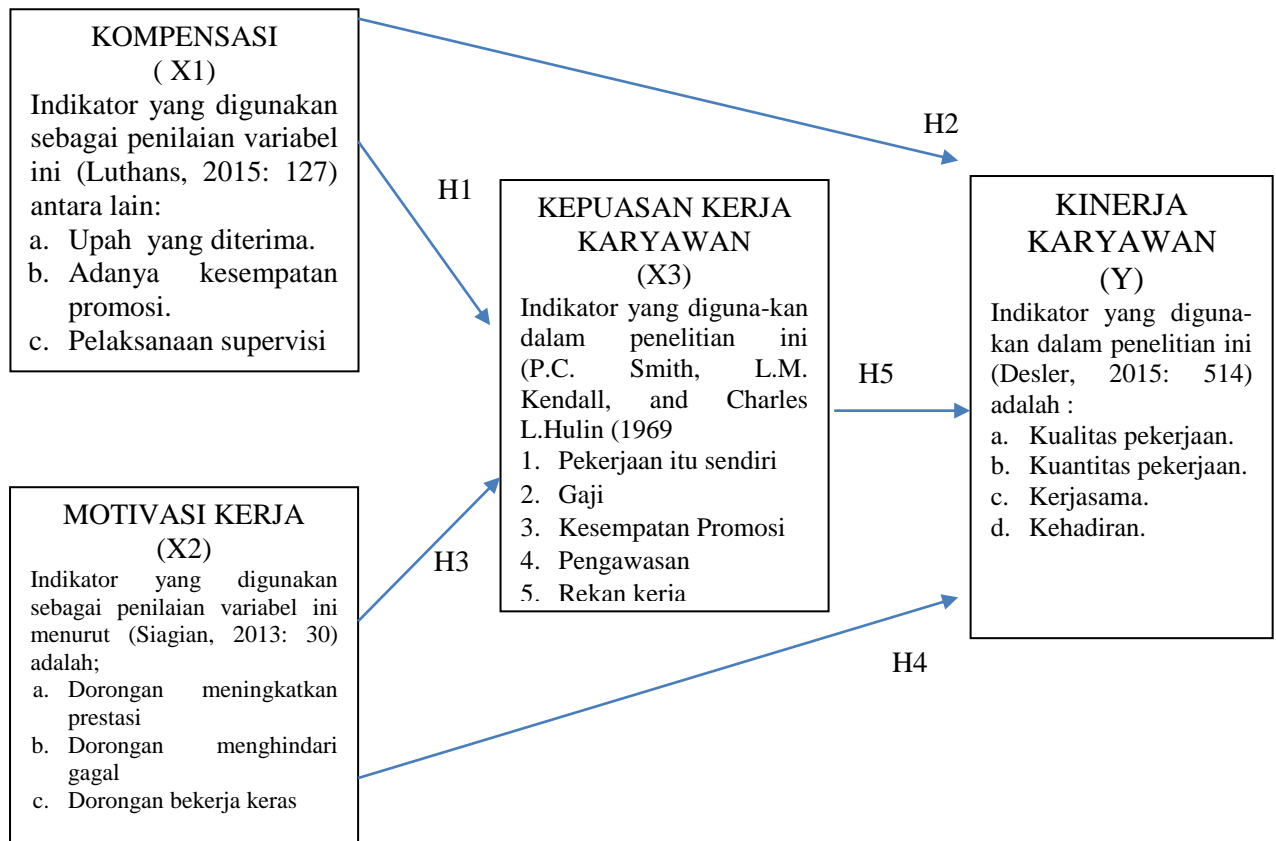 KOMPENSASI
( X1)
Indikator yang digunakan
sebagai penilaian variabel
ini (Luthans, 2015: 127)
antara lain:
a. Upah yang diterima.
b. Adanya kesempatan
promosi.
c. Pelaksanaan supervisi
H2
H1
KEPUASAN KERJA
KARYAWAN
(X3)
Indikator yang diguna-kan
dalam penelitian ini
(P.C. Smith, L.M.
Kendall, and Charles
L.Hulin (1969
1. Pekerjaan itu sendiri
2. Gaji
3. Kesempatan Promosi
4. Pengawasan
5. Rekan kerja
KINERJA
KARYAWAN
(Y)
Indikator yang diguna-
kan dalam penelitian ini
(Desler, 2015: 514)
adalah :
a. Kualitas pekerjaan.
b. Kuantitas pekerjaan.
c. Kerjasama.
d. Kehadiran.
H5
MOTIVASI KERJA
(X2)
Indikator yang digunakan
sebagai penilaian variabel ini
menurut (Siagian, 2013: 30)
adalah;
a. Dorongan meningkatkan
prestasi
b. Dorongan menghindari
gagal
c. Dorongan bekerja keras
H3
H4